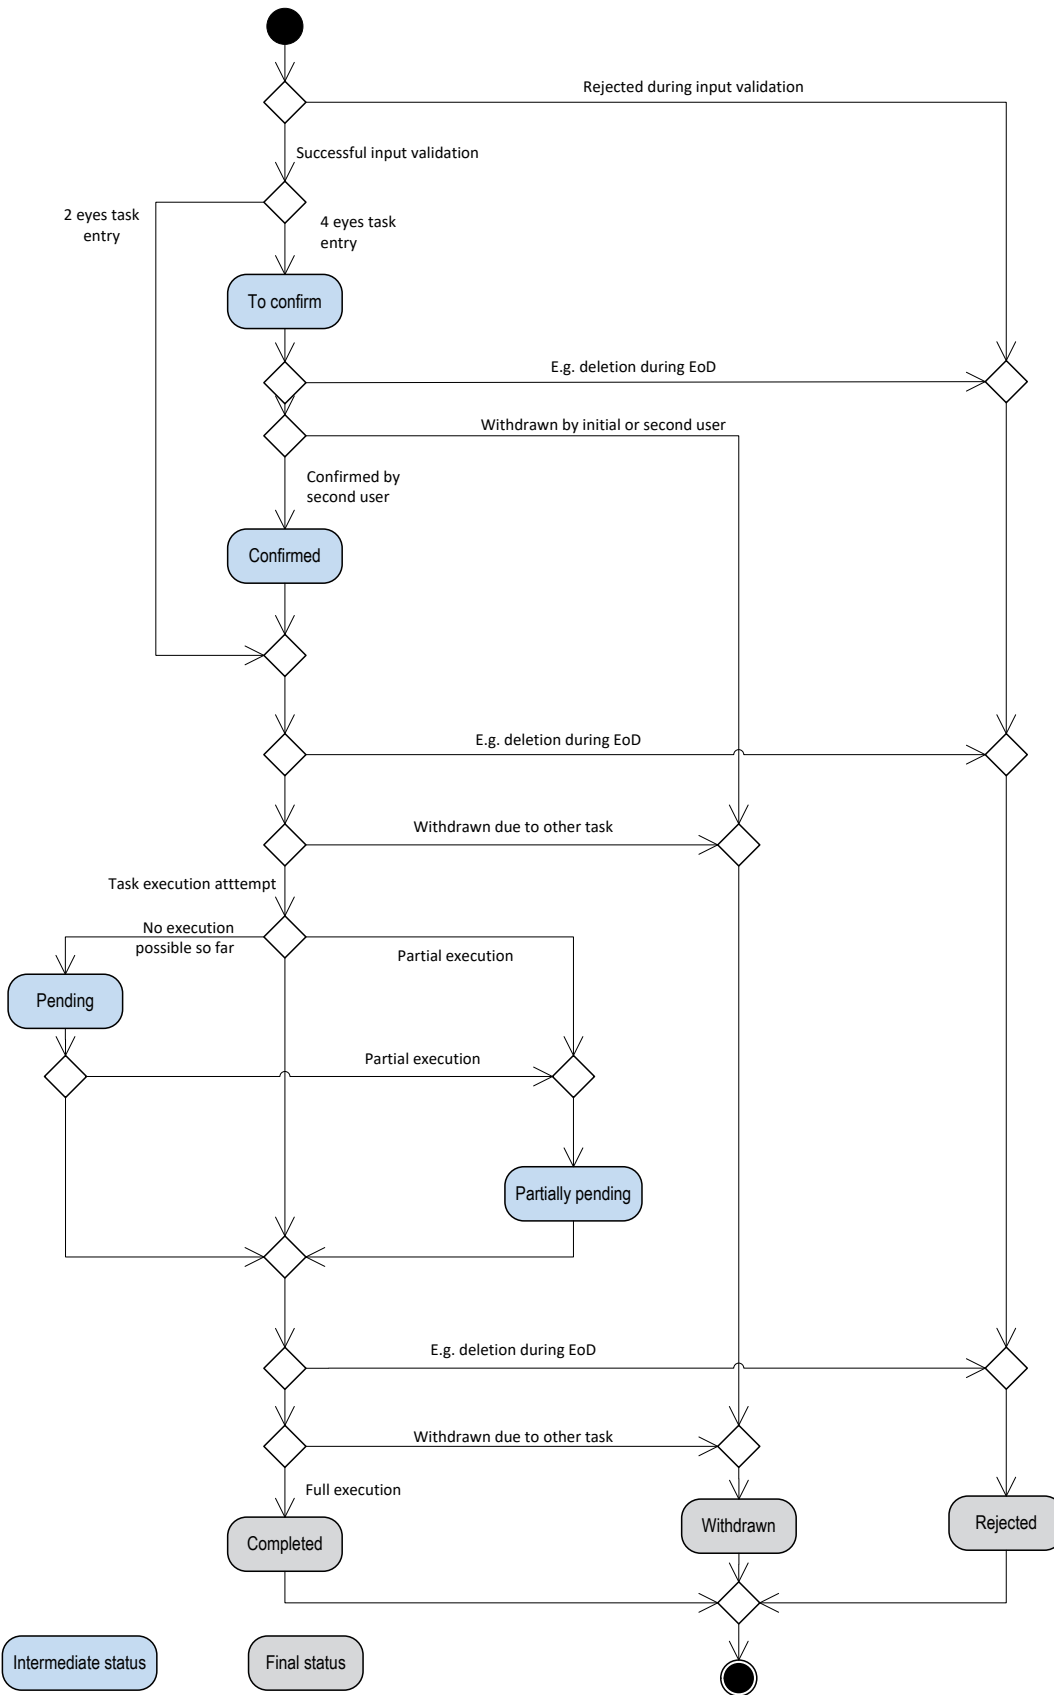 Rejected during input validation
Successful input validation
2 eyes task
entry
4 eyes task
entry
To confirm
E.g. deletion during EoD
Withdrawn by initial or second user
Confirmed by
second user
Confirmed
E.g. deletion during EoD
Withdrawn due to other task
Task execution atttempt
No execution
possible so far
Partial execution
Pending
Partial execution
Partially pending
E.g. deletion during EoD
Withdrawn due to other task
Full execution
Completed
Withdrawn
Rejected
Intermediate status
Final status